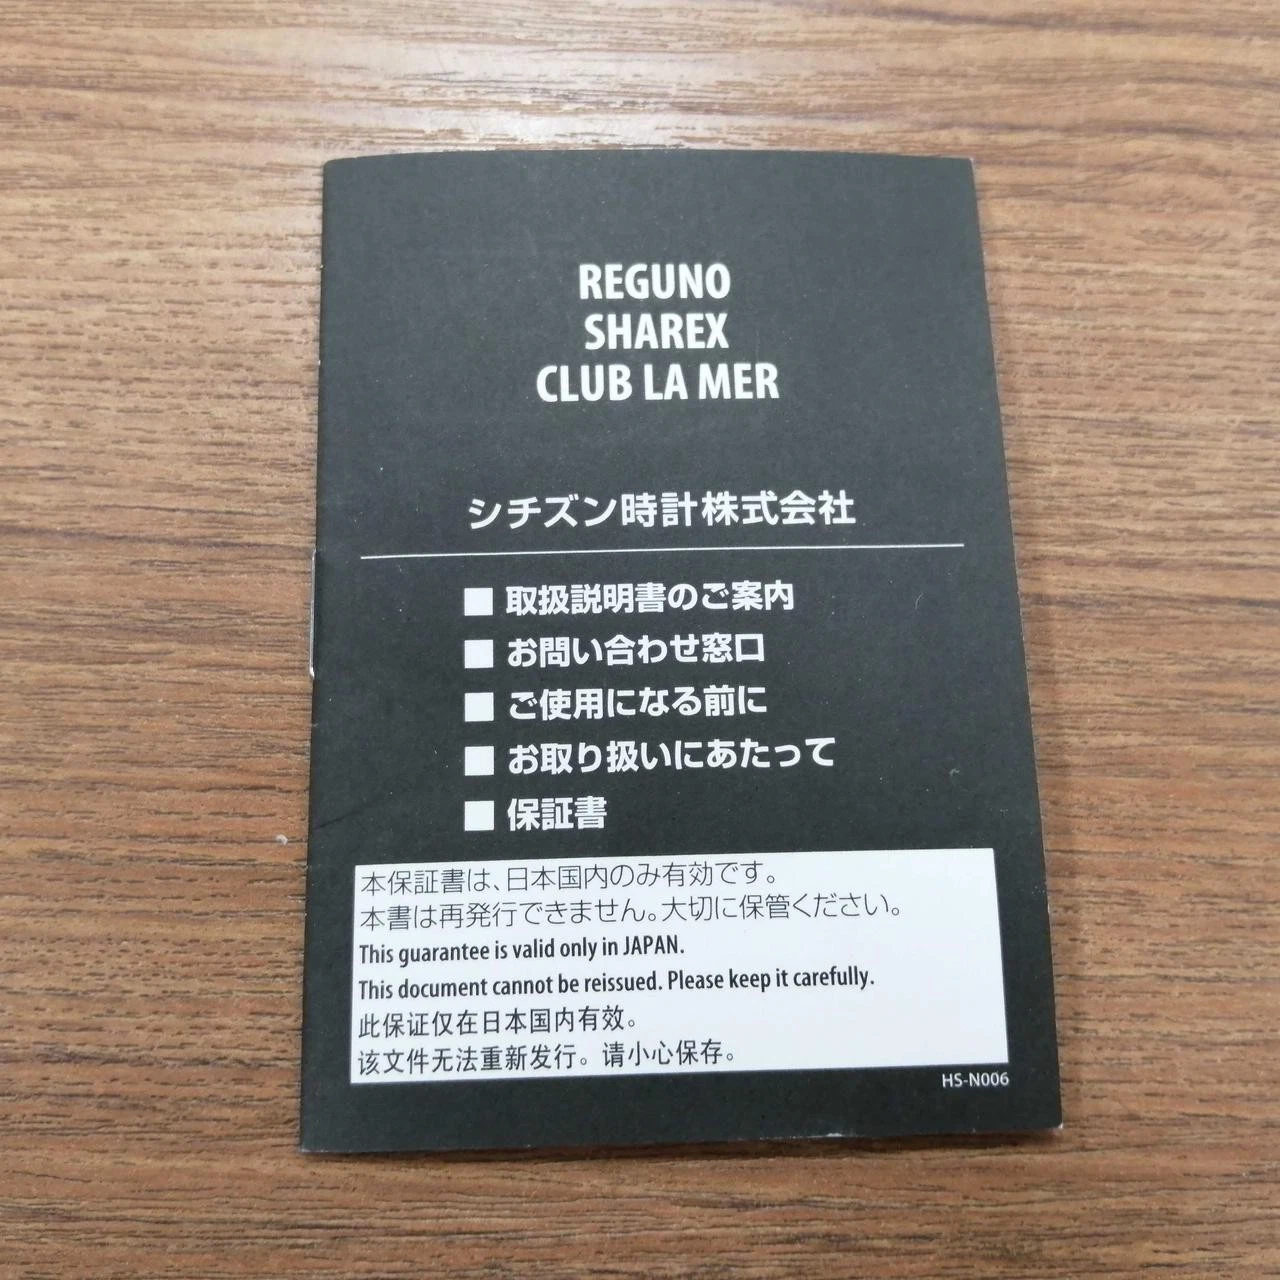 REGUNO
SHAREX
CLUB LA MER
シチズン時計株式会社
■ 取扱説明書のご案内
■ お問い合わせ窓口
■ ご使用になる前に
■ お取り扱いにあたって
■ 保証書
本保証書は、日本国内のみ有効です。
本書は再発行できません。大切に保管ください。
This guarantee is valid only in JAPAN.
This document cannot be reissued. Please keep it carefully.
此保证仅在日本国内有效。
该文件无法重新发行。请小心保存。
HS-N006